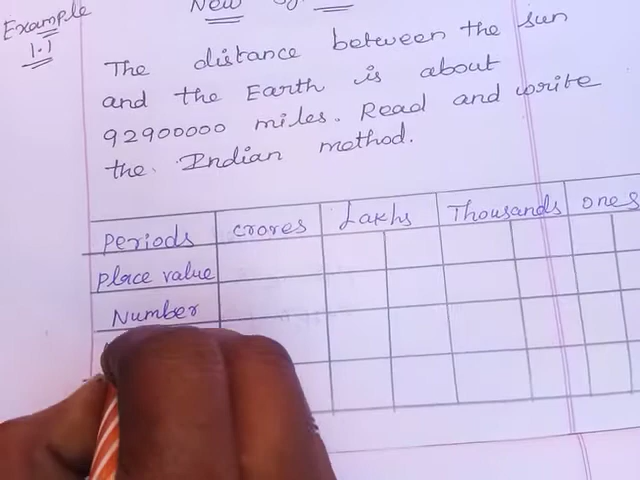 Example
1.1
New
The distance between the sun
and the Earth is about
92900000 miles. Read and write
the Indian method.
Periods crores Lakhs Thousands ones
place value
Number